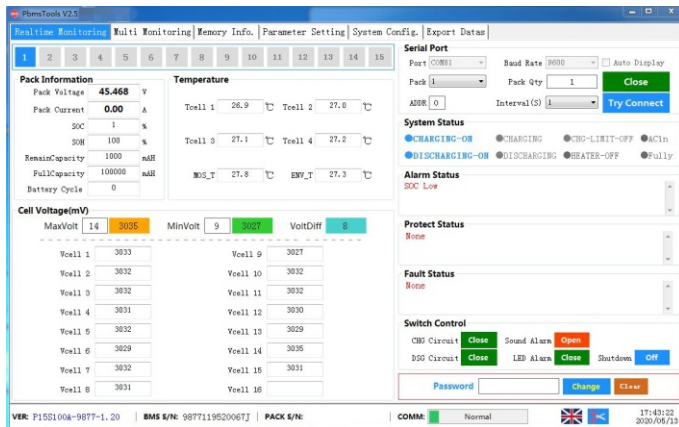 PbmsTools V2.5
Realtime Monitoring Multi Monitoring Memory Info. Parameter Setting System Config. Export Datas
1 2 3 4 5 6 7 8 9 10 11 12 13 14 15
Pack Information
Pack Voltage 45.468 V
Pack Current 0.00 A
SOC 1 %
SOH 100 %
RemainCapacity 1000 mAH
FullCapacity 100000 mAH
Battery Cycle 0
Temperature
Tcell 1 26.9 ℃ Tcell 2 27.0 ℃
Tcell 3 27.1 ℃ Tcell 4 27.2 ℃
MOS_T 27.8 ℃ ENV_T 27.3 ℃
Cell Voltage(mV)
MaxVolt 14 3035 MinVolt 9 3027 VoltDiff 8
Vcell 1 3033 Vcell 9 3027
Vcell 2 3032 Vcell 10 3032
Vcell 3 3032 Vcell 11 3032
Vcell 4 3031 Vcell 12 3030
Vcell 5 3032 Vcell 13 3029
Vcell 6 3029 Vcell 14 3035
Vcell 7 3032 Vcell 15 3031
Vcell 8 3031 Vcell 16
Serial Port
Port COM81 Baud Rate 9600 Auto Display
Pack 1 Pack Qty 1 Close
ADDR 0 Interval(S) 1 Try Connect
System Status
CHARGING-ON CHARGING CHG-LIMIT-OFF ACin
DISCHARGING-ON DISCHARGING HEATER-OFF Fully
Alarm Status
SOC Low
Protect Status
None
Fault Status
None
Switch Control
CHG Circuit Close Sound Alarm Open
DSG Circuit Close LED Alarm Close Shutdown Off
Password Change Clear
VER: P15S100A-9877-1.20 BMS S/N: 9877119520067J PACK S/N: COMM: Normal 17:43:22
2020/05/13